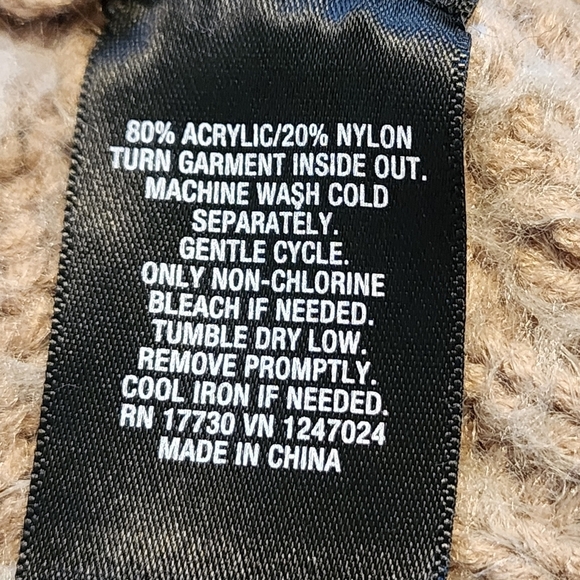 80% ACRYLIC/20% NYLON
TURN GARMENT INSIDE OUT.
MACHINE WASH COLD
SEPARATELY.
GENTLE CYCLE.
ONLY NON-CHLORINE
BLEACH IF NEEDED.
TUMBLE DRY LOW.
REMOVE PROMPTLY.
COOL IRON IF NEEDED.
RN 17730 VN 1247024
MADE IN CHINA